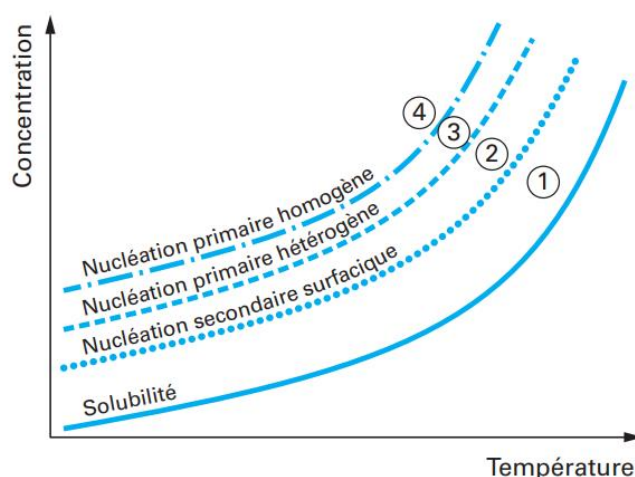 Concentration
4
3
2
1
Nucléation primaire homogène
Nucléation primaire hétérogène
Nucléation secondaire surfacique
Solubilité
Température